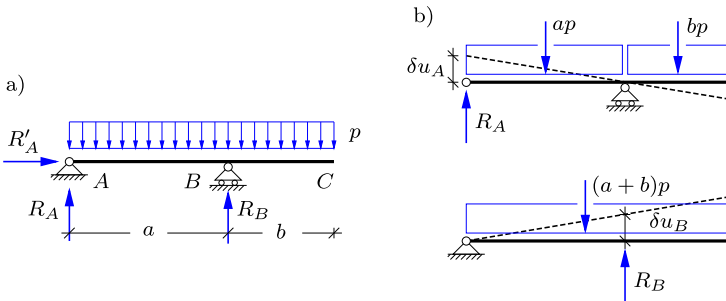 a)
R'_A
p
A
B
C
R_A
R_B
a
b
b)
ap
bp
δu_A
R_A
(a + b)p
δu_B
R_B